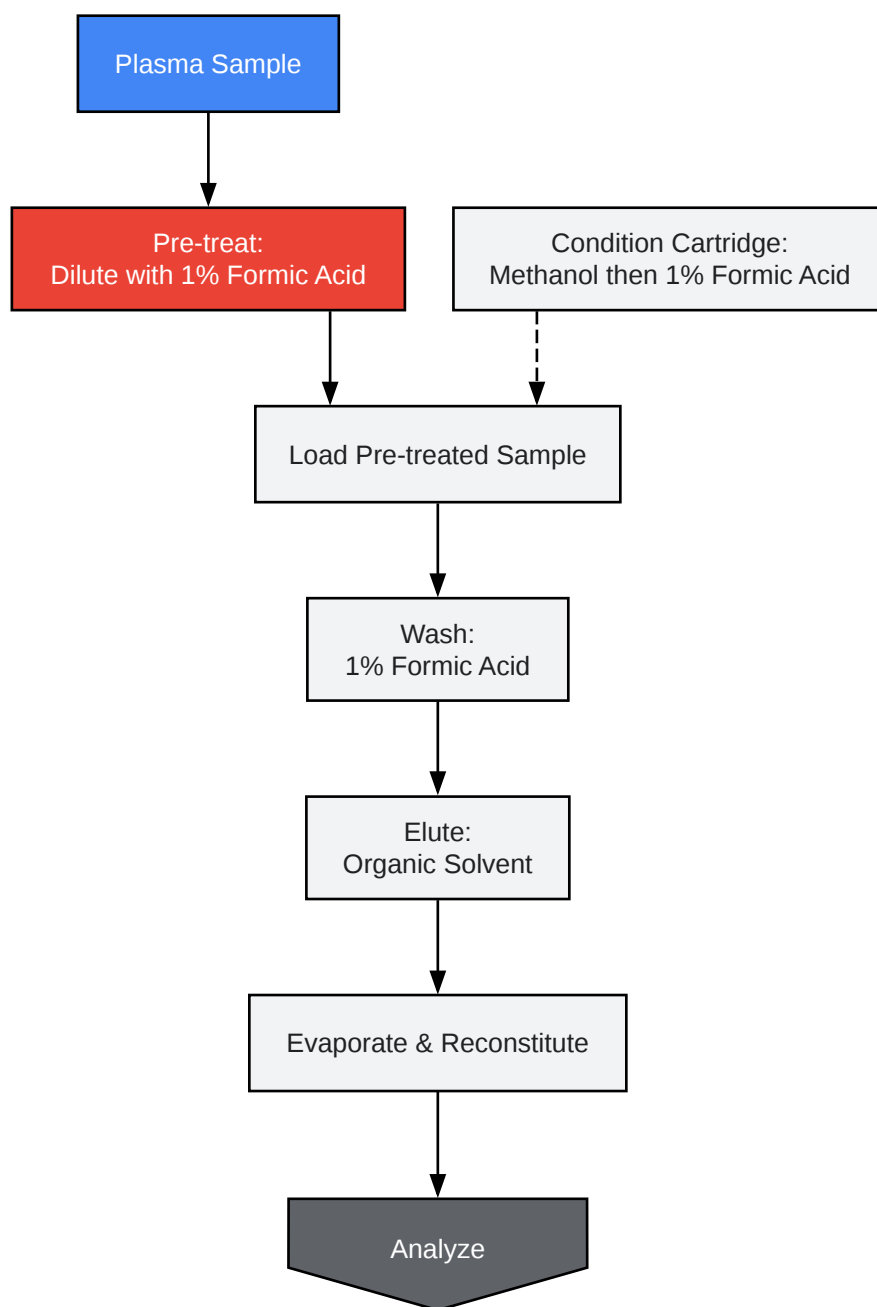 Plasma Sample
Pre-treat:
Dilute with 1% Formic Acid
Condition Cartridge:
Methanol then 1% Formic Acid
Load Pre-treated Sample
Wash:
1% Formic Acid
Elute:
Organic Solvent
Evaporate & Reconstitute
Analyze